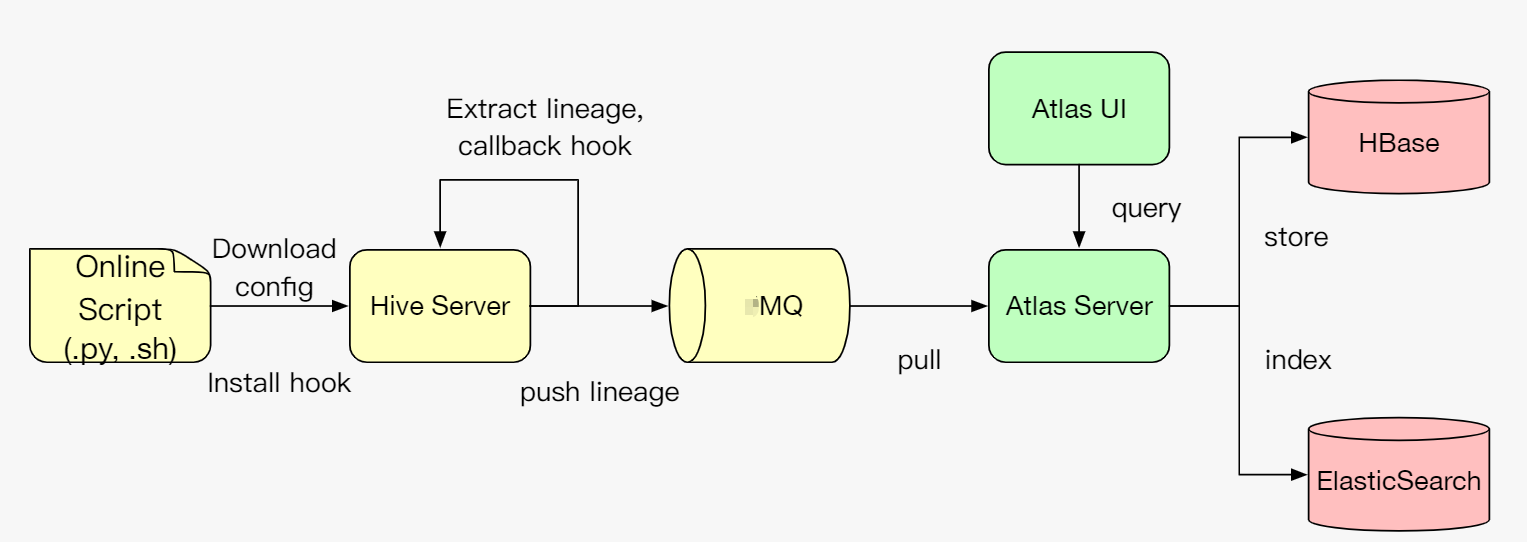 Extract lineage,
callback hook
Atlas UI
HBase
query
store
Online
Script
(.py, .sh)
Download
config
Install hook
Hive Server
push lineage
MQ
pull
Atlas Server
index
ElasticSearch